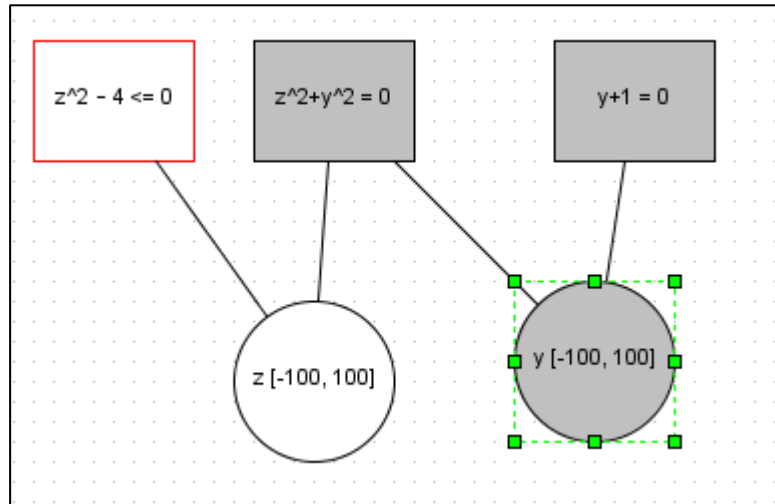 z^2 - 4 <= 0
z^2+y^2 = 0
y+1 = 0
z [-100, 100]
y [-100, 100]